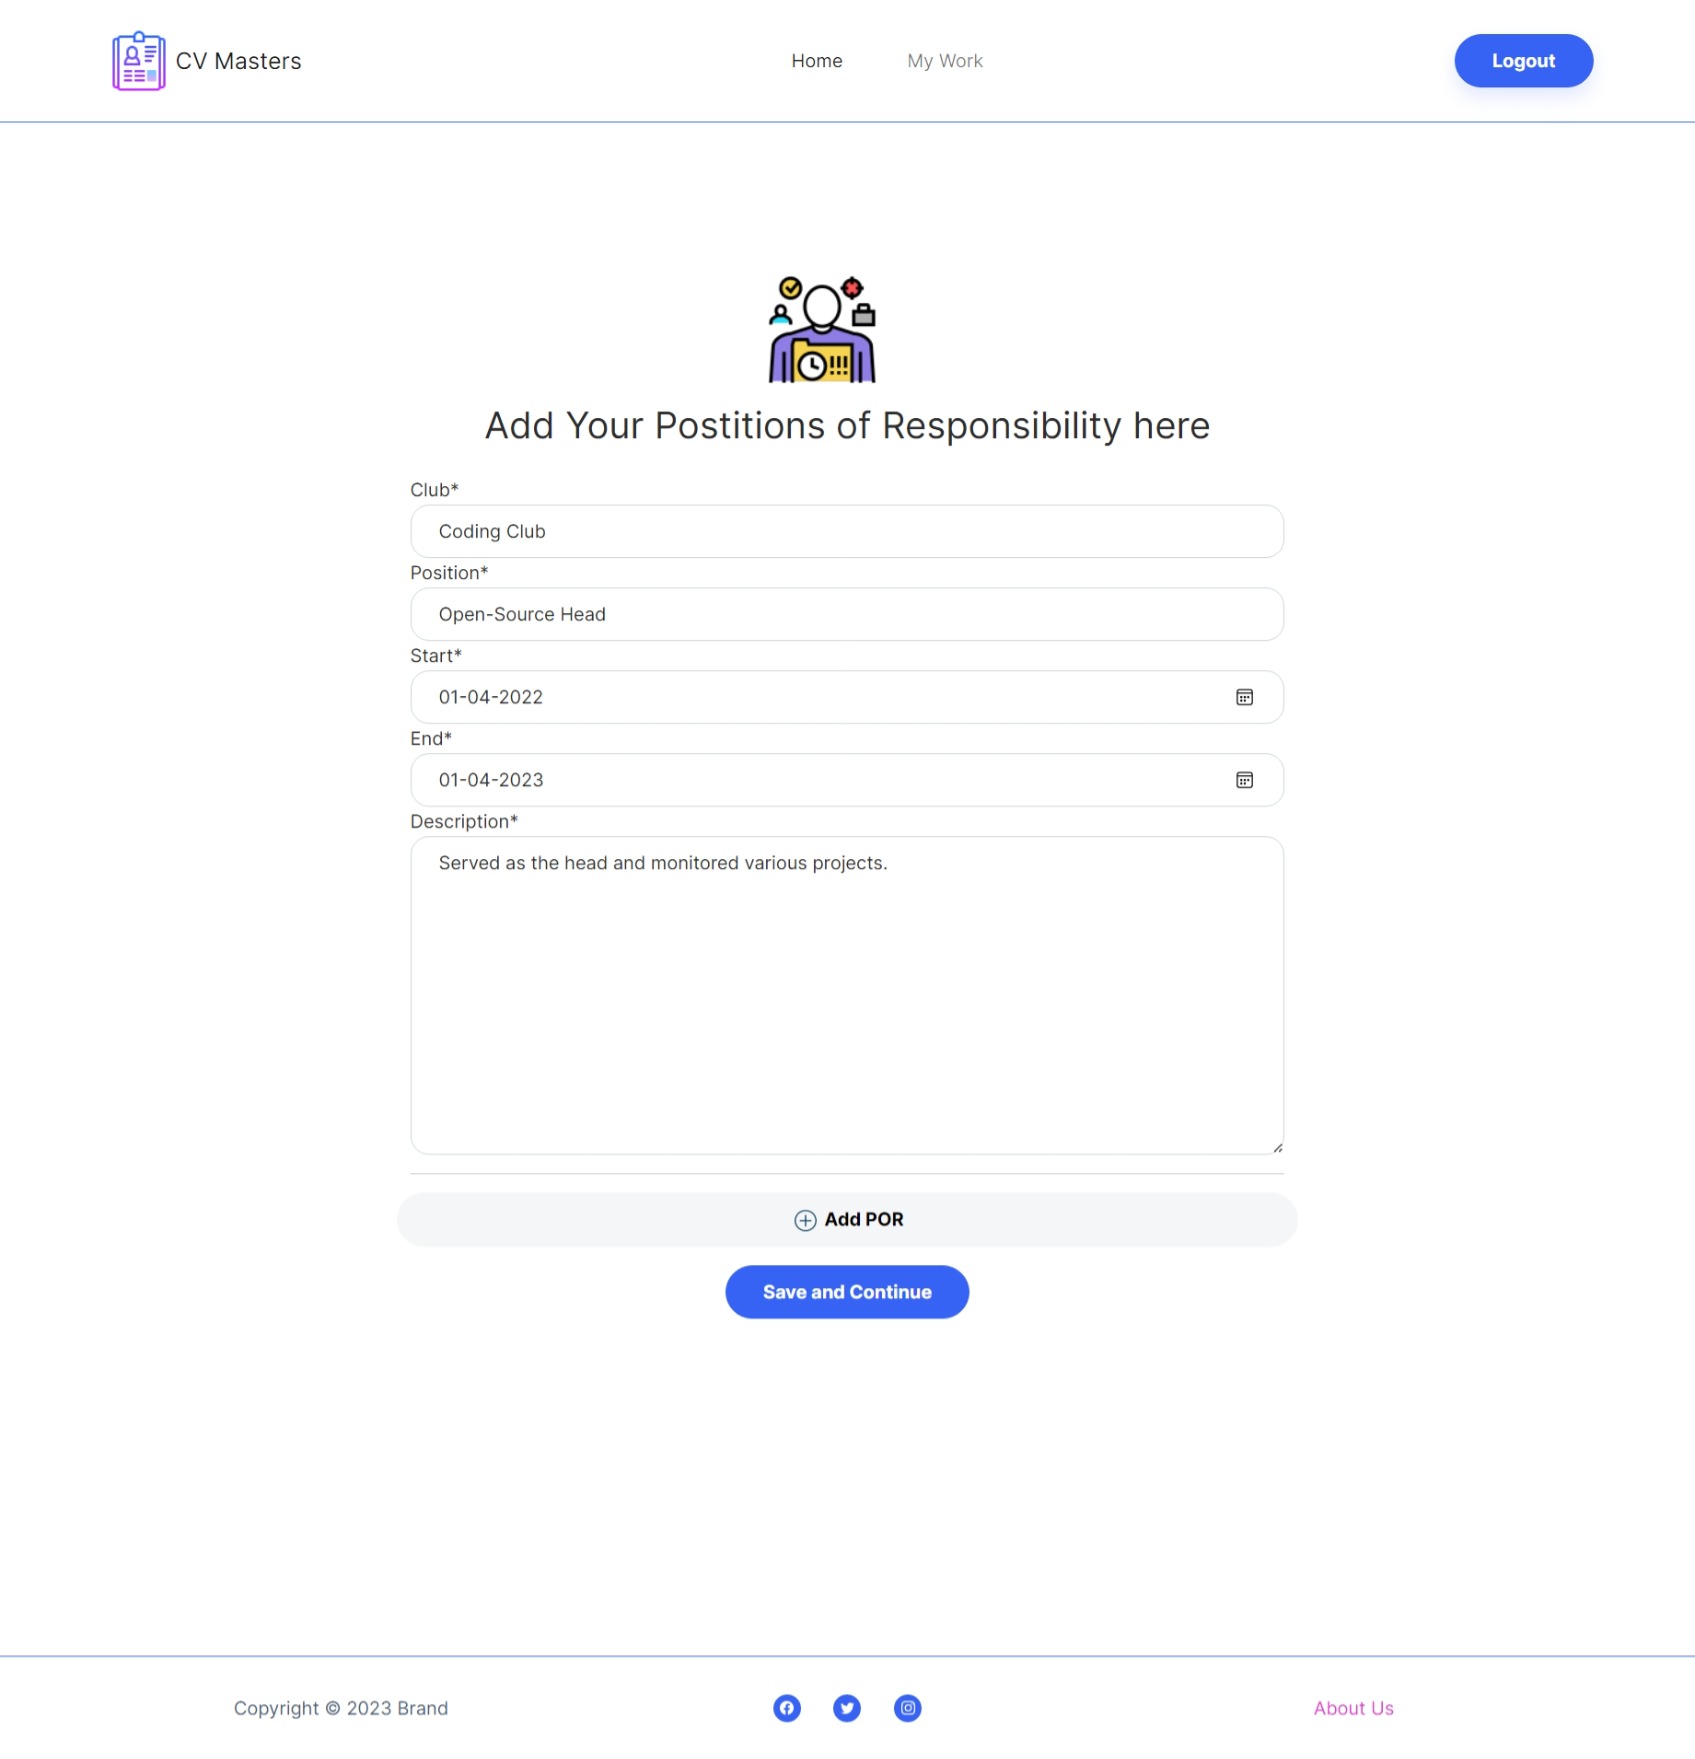 CV Masters
Home
My Work
Logout
Add Your Postitions of Responsibility here
Club*
Coding Club
Position*
Open-Source Head
Start*
01-04-2022
End*
01-04-2023
Description*
Served as the head and monitored various projects.
Add POR
Save and Continue
Copyright © 2023 Brand
About Us